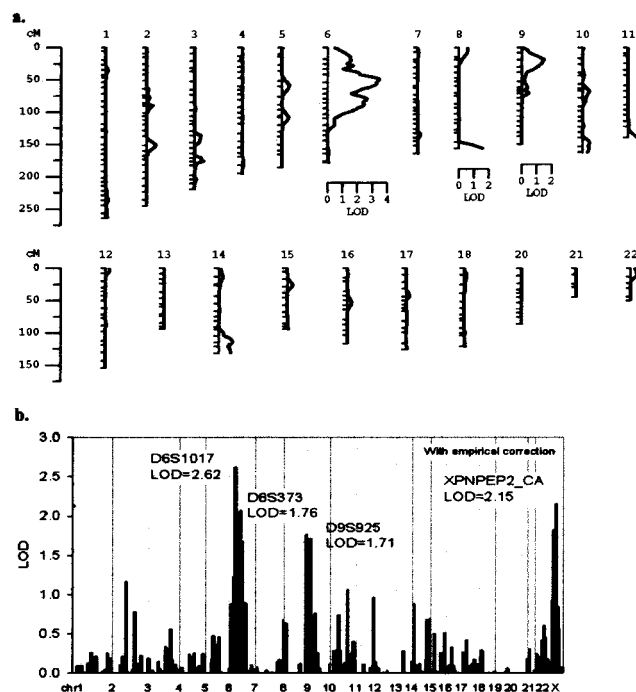 a.
cM 1 2 3 4 5 6 7 8 9 10 11
0
50
100
150
200
250
0 1 2 3 4
LOD
0 1 2
LOD
0 1 2
LOD
cM 12 13 14 15 16 17 18 20 21 22
0
50
100
150
b.
3.0
2.5
2.0
1.5
1.0
0.5
0.0
LOD
With empirical correction
D6S1017
LOD=2.62
D8S373
LOD=1.76
D9S925
LOD=1.71
XPNPEP2_CA
LOD=2.15
chr1 2 3 4 5 6 7 8 9 10 11 12 13 14 15 16 17 18 19 20 21 22 X